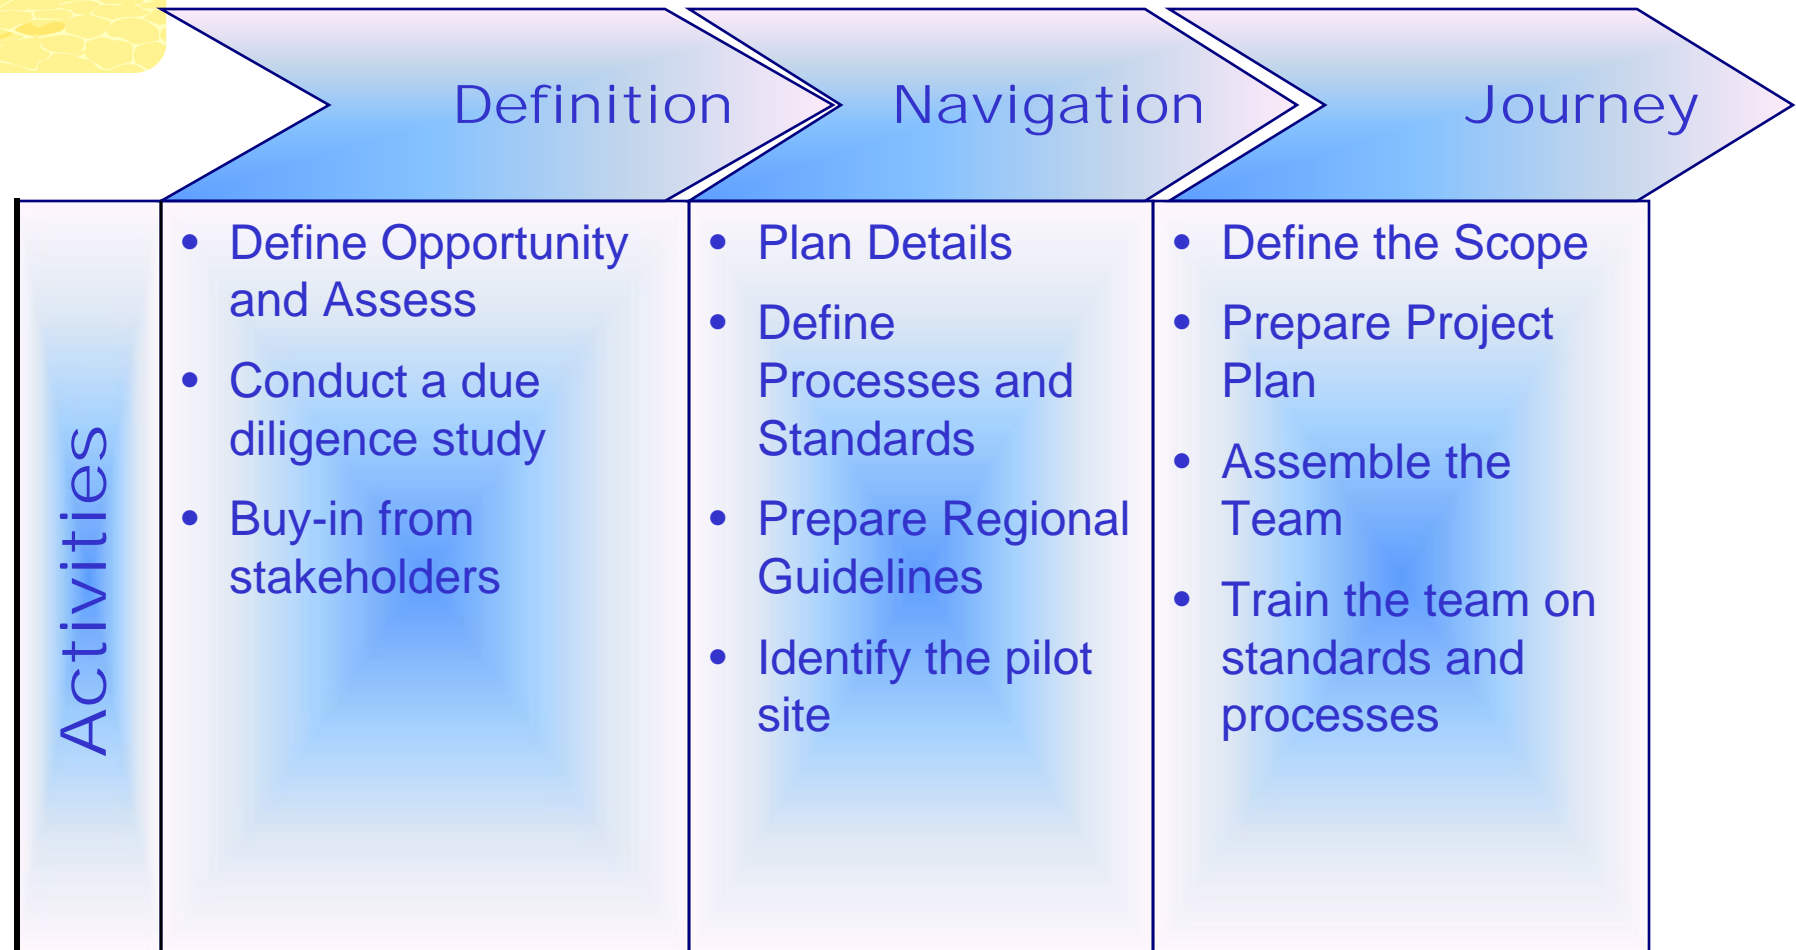 Definition
Navigation
Journey
Activities
• Define Opportunity
and Assess
• Conduct a due
diligence study
• Buy-in from
stakeholders
• Plan Details
• Define
Processes and
Standards
• Prepare Regional
Guidelines
• Identify the pilot
site
• Define the Scope
• Prepare Project
Plan
• Assemble the
Team
• Train the team on
standards and
processes